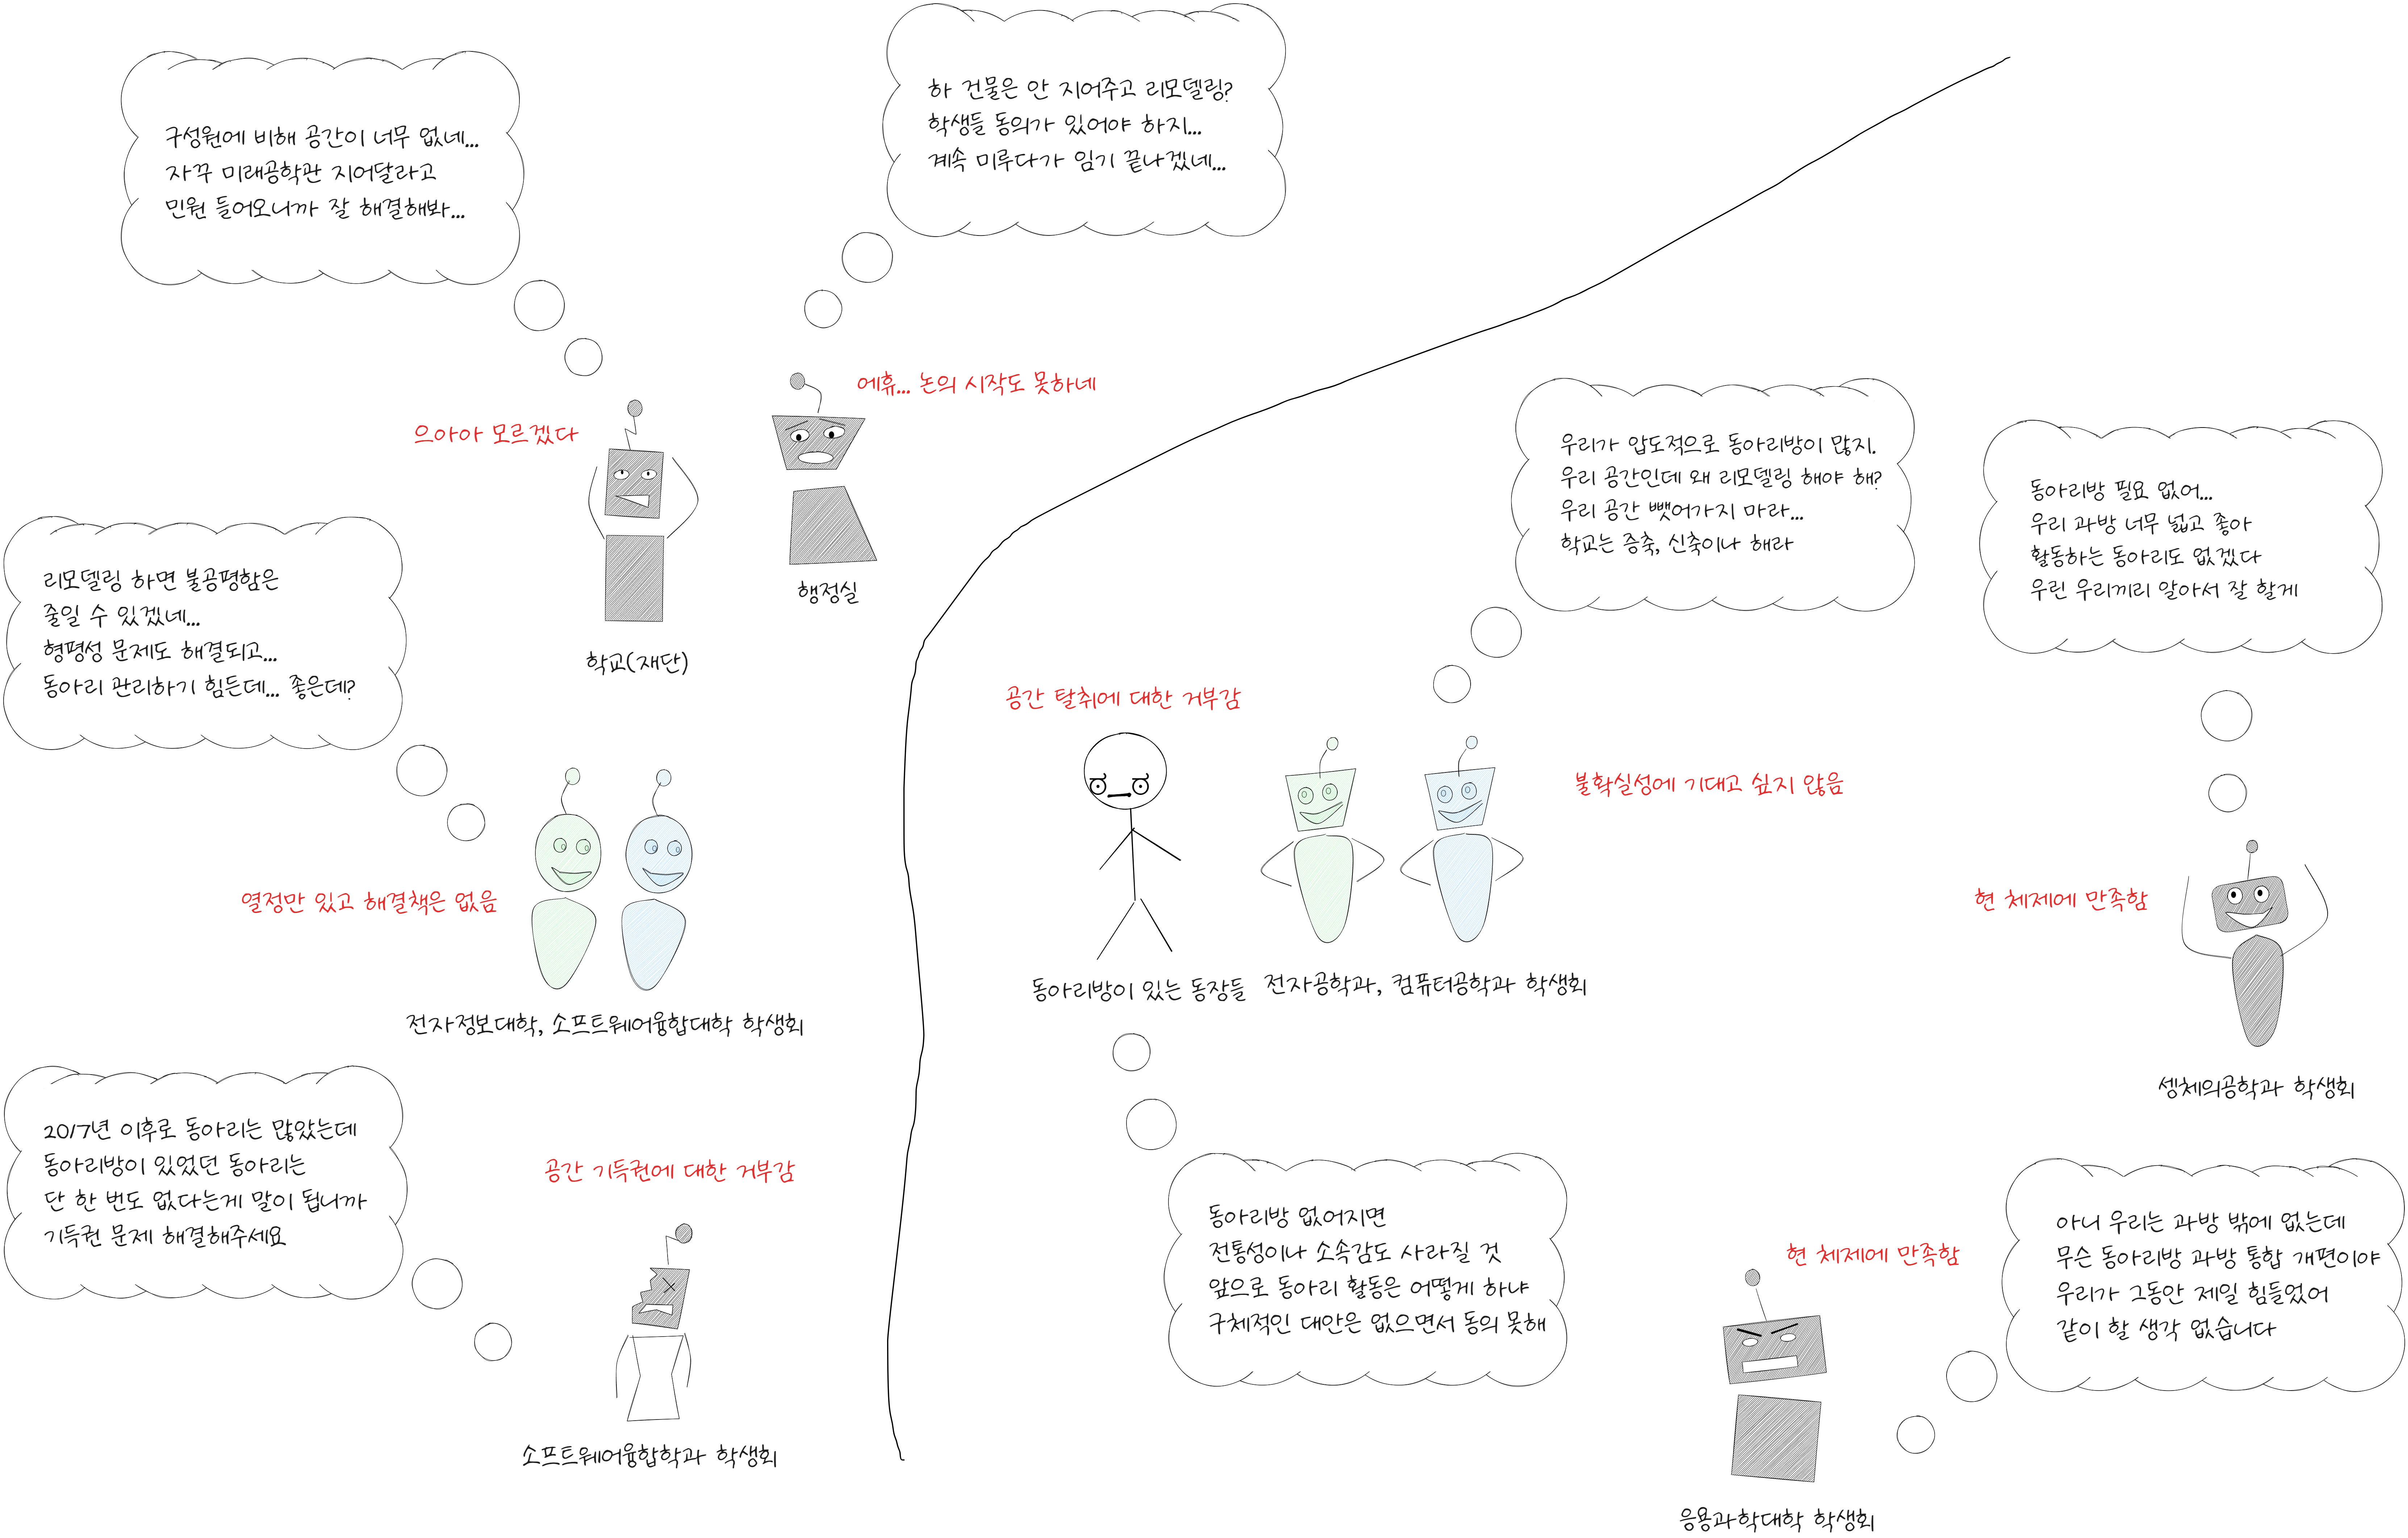 구성원에 비해 공간이 너무 없네...
자꾸 미래공학관 지어달라고
민원 들어오니까 잘 해결해봐...
하 건물은 안 지어주고 리모델링?
학생들 동의가 있어야 하지...
계속 미루다가 임기 끝나겠네...
으아아 모르겠다
에휴... 논의 시작도 못하네
학교(재단)
행정실
리모델링 하면 불공평함은
줄일 수 있겠네...
형평성 문제도 해결되고...
동아리 관리하기 힘든데... 좋은데?
열정만 있고 해결책은 없음
전자정보대학, 소프트웨어융합대학 학생회
2017년 이후로 동아리는 많았는데
동아리방이 있었던 동아리는
단 한 번도 없다는게 말이 됩니까
기득권 문제 해결해주세요
공간 기득권에 대한 거부감
소프트웨어융합학과 학생회
우리가 압도적으로 동아리방이 많지.
우리 공간인데 왜 리모델링 해야 해?
우리 공간 뺏어가지 마라...
학교는 증축, 신축이나 해라
동아리방 필요 없어...
우리 과방 너무 넓고 좋아
활동하는 동아리도 없겠다
우린 우리끼리 알아서 잘 할게
공간 탈취에 대한 거부감
불확실성에 기대고 싶지 않음
현 체제에 만족함
동아리방이 있는 동장들
전자공학과, 컴퓨터공학과 학생회
셍체의공학과 학생회
동아리방 없어지면
전통성이나 소속감도 사라질 것
앞으로 동아리 활동은 어떻게 하냐
구체적인 대안은 없으면서 동의 못해
현 체제에 만족함
아니 우리는 과방 밖에 없는데
무슨 동아리방 과방 통합 개편이야
우리가 그동안 제일 힘들었어
같이 할 생각 없습니다
응용과학대학 학생회